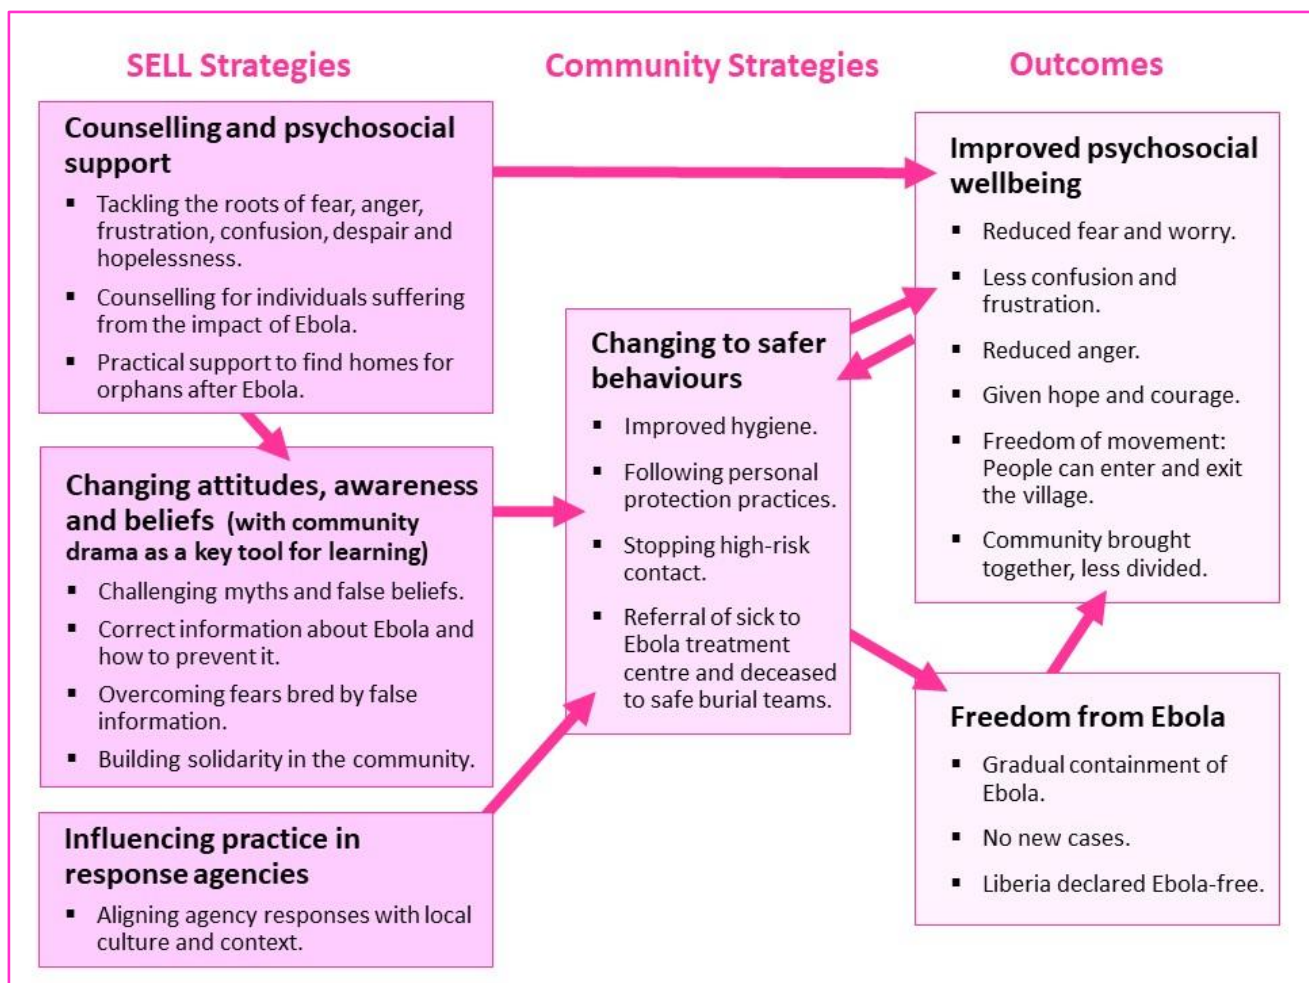 SELL Strategies
Community Strategies
Outcomes
Counselling and psychosocial
support
▪ Tackling the roots of fear, anger,
frustration, confusion, despair and
hopelessness.
▪ Counselling for individuals suffering
from the impact of Ebola.
▪ Practical support to find homes for
orphans after Ebola.
Changing attitudes, awareness
and beliefs (with community
drama as a key tool for learning)
▪ Challenging myths and false beliefs.
▪ Correct information about Ebola and
how to prevent it.
▪ Overcoming fears bred by false
information.
▪ Building solidarity in the community.
Influencing practice in
response agencies
▪ Aligning agency responses with local
culture and context.
Changing to safer
behaviours
▪ Improved hygiene.
▪ Following personal
protection practices.
▪ Stopping high-risk
contact.
▪ Referral of sick to
Ebola treatment
centre and deceased
to safe burial teams.
Improved psychosocial
wellbeing
▪ Reduced fear and worry.
▪ Less confusion and
frustration.
▪ Reduced anger.
▪ Given hope and courage.
▪ Freedom of movement:
People can enter and exit
the village.
▪ Community brought
together, less divided.
Freedom from Ebola
▪ Gradual containment of
Ebola.
▪ No new cases.
▪ Liberia declared Ebola-free.